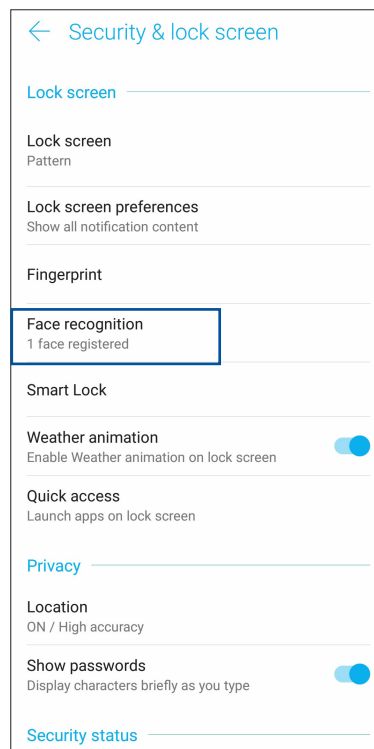 Security & lock screen
Lock screen
Lock screen
Pattern
Lock screen preferences
Show all notification content
Fingerprint
Face recognition
1 face registered
Smart Lock
Weather animation
Enable Weather animation on lock screen
Quick access
Launch apps on lock screen
Privacy
Location
ON / High accuracy
Show passwords
Display characters briefly as you type
Security status